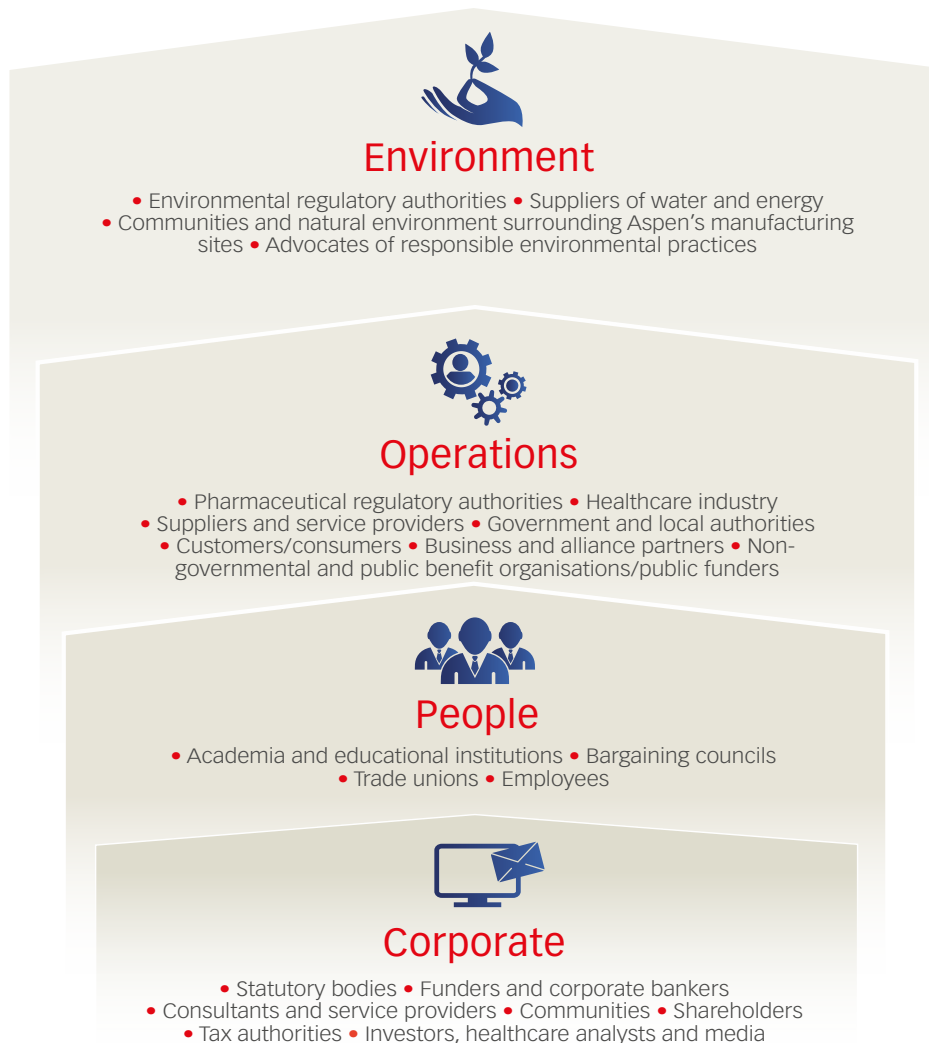 Environment
• Environmental regulatory authorities • Suppliers of water and energy
• Communities and natural environment surrounding Aspen's manufacturing
sites • Advocates of responsible environmental practices
Operations
• Pharmaceutical regulatory authorities • Healthcare industry
• Suppliers and service providers • Government and local authorities
• Customers/consumers • Business and alliance partners • Non-
governmental and public benefit organisations/public funders
People
• Academia and educational institutions • Bargaining councils
• Trade unions • Employees
Corporate
• Statutory bodies • Funders and corporate bankers
• Consultants and service providers • Communities • Shareholders
• Tax authorities • Investors, healthcare analysts and media